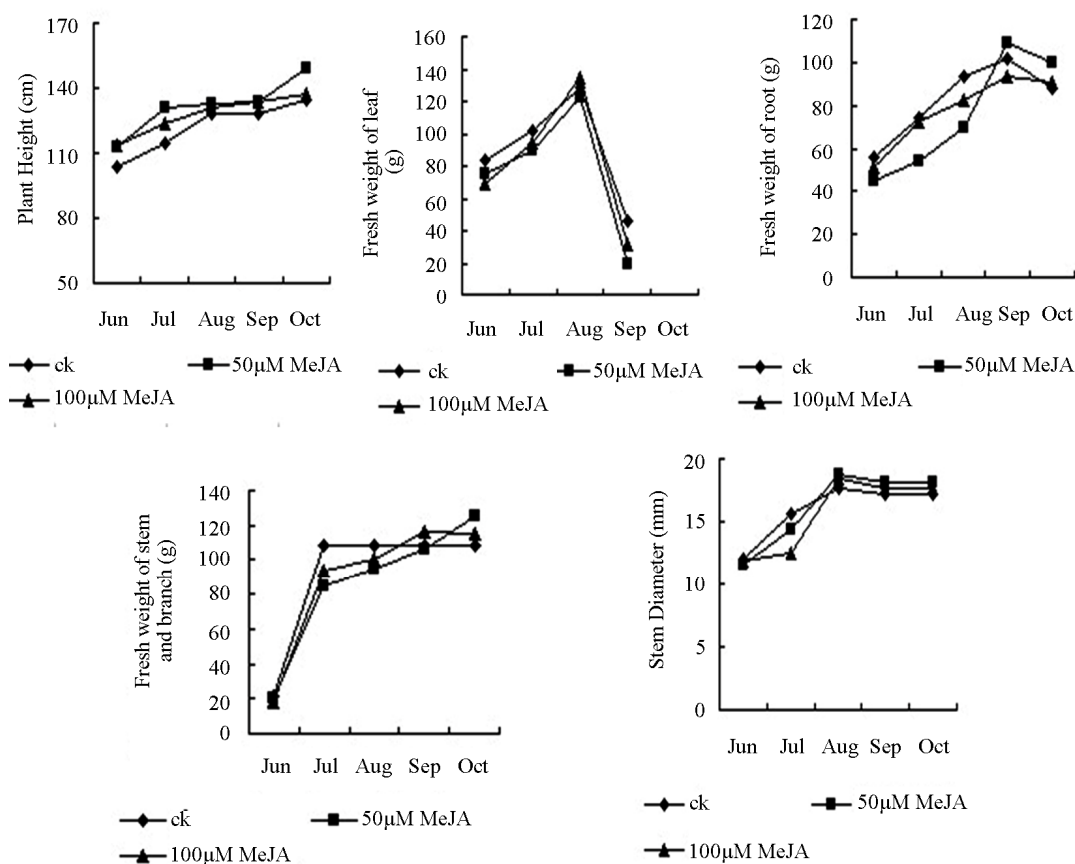 170
140
110
80
50
Plant Height (cm)
Jun Jul Aug Sep Oct
ck 50μM MeJA
100μM MeJA
160
140
120
100
80
60
40
20
0
Fresh weight of leaf
(g)
Jun Jul Aug Sep Oct
ck
50μM MeJA
100μM MeJA
120
100
80
60
40
20
0
Fresh weight of root (g)
Jun Jul Aug Sep Oct
ck 50μM MeJA
100μM MeJA
140
120
100
80
60
40
20
0
Fresh weight of stem
and branch (g)
Jun Jul Aug Sep Oct
ck 50μM MeJA
100μM MeJA
20
15
10
5
0
Stem Diameter (mm)
Jun Jul Aug Sep Oct
ck 50μM MeJA
100μM MeJA